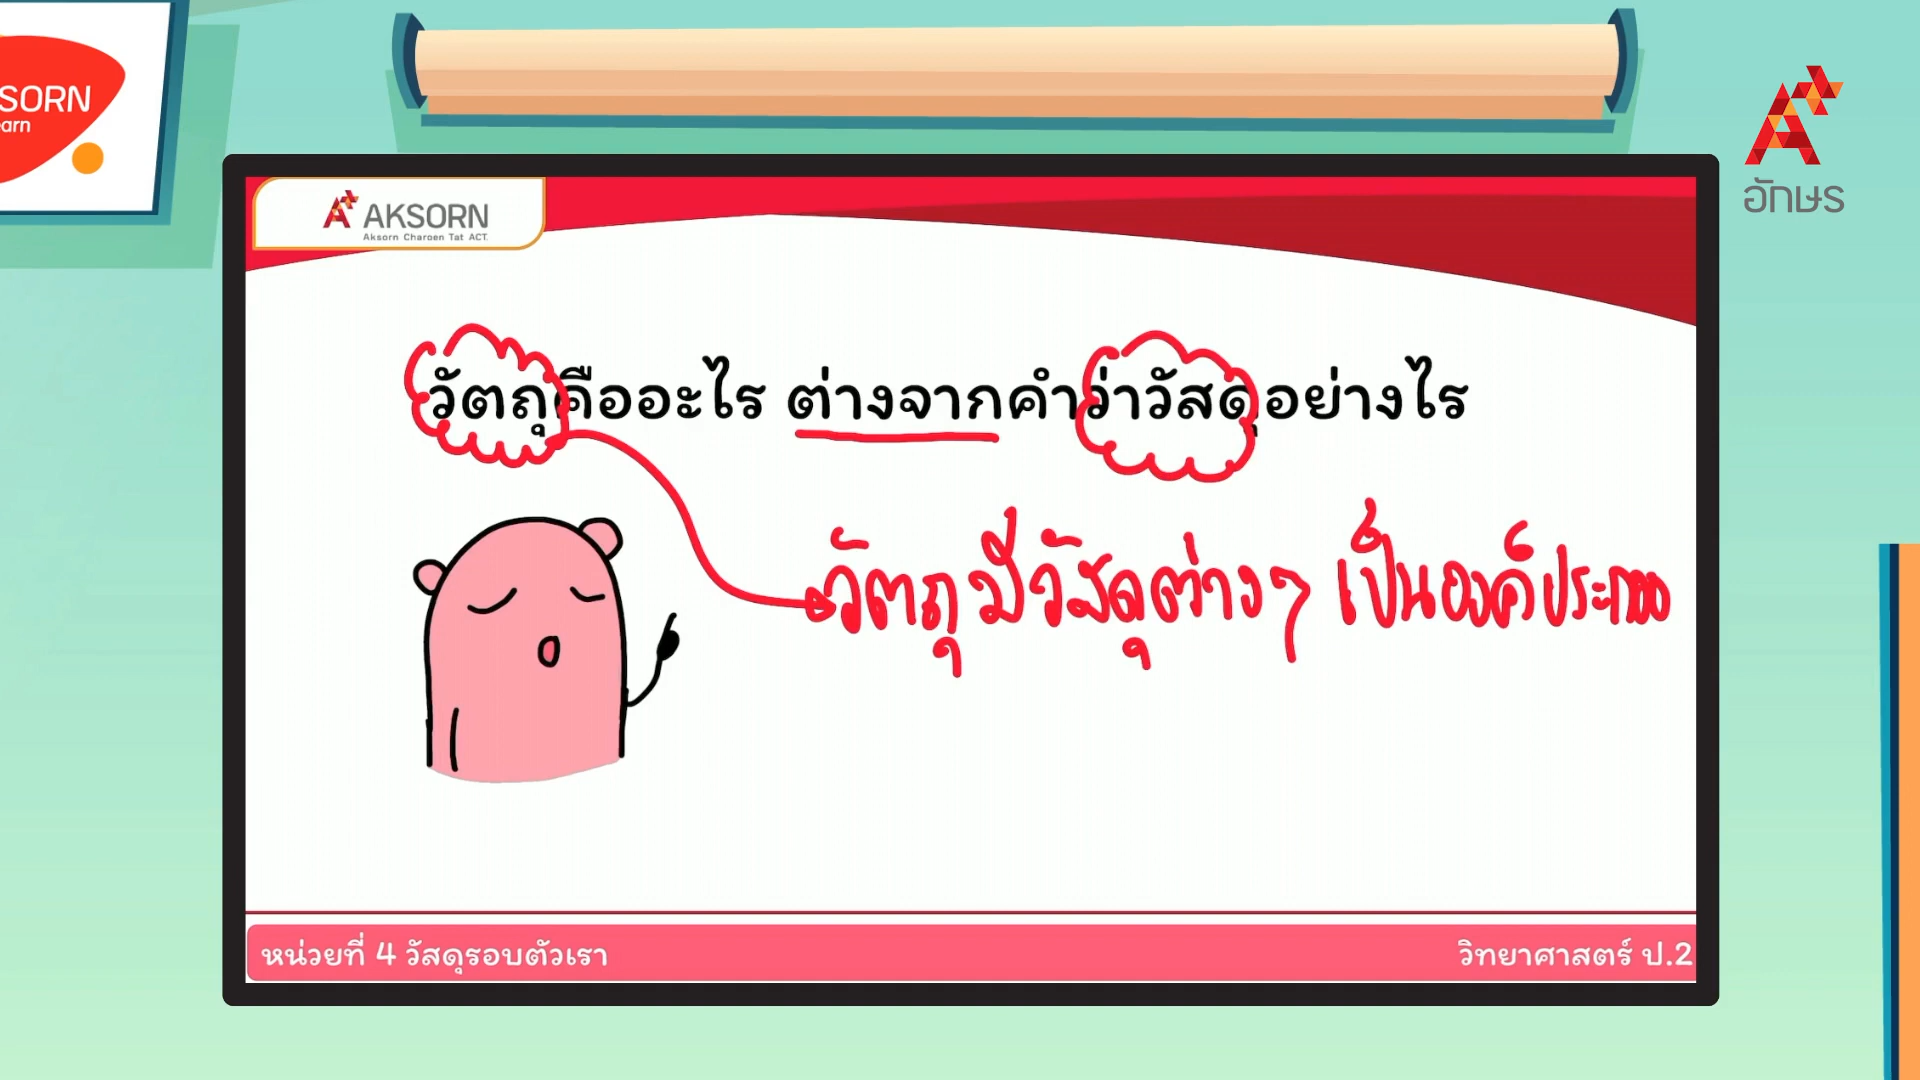 SORN
arn
อักษร
AKSORN
Aksorn Charoen Tat ACT.
วัตถุคืออะไร ต่างจากคำว่าวัสดุอย่างไร
วัตถุมีวัสดุต่างๆ เป็นองค์ประกอบ
หน่วยที่ 4 วัสดุรอบตัวเรา
วิทยาศาสตร์ ป.2